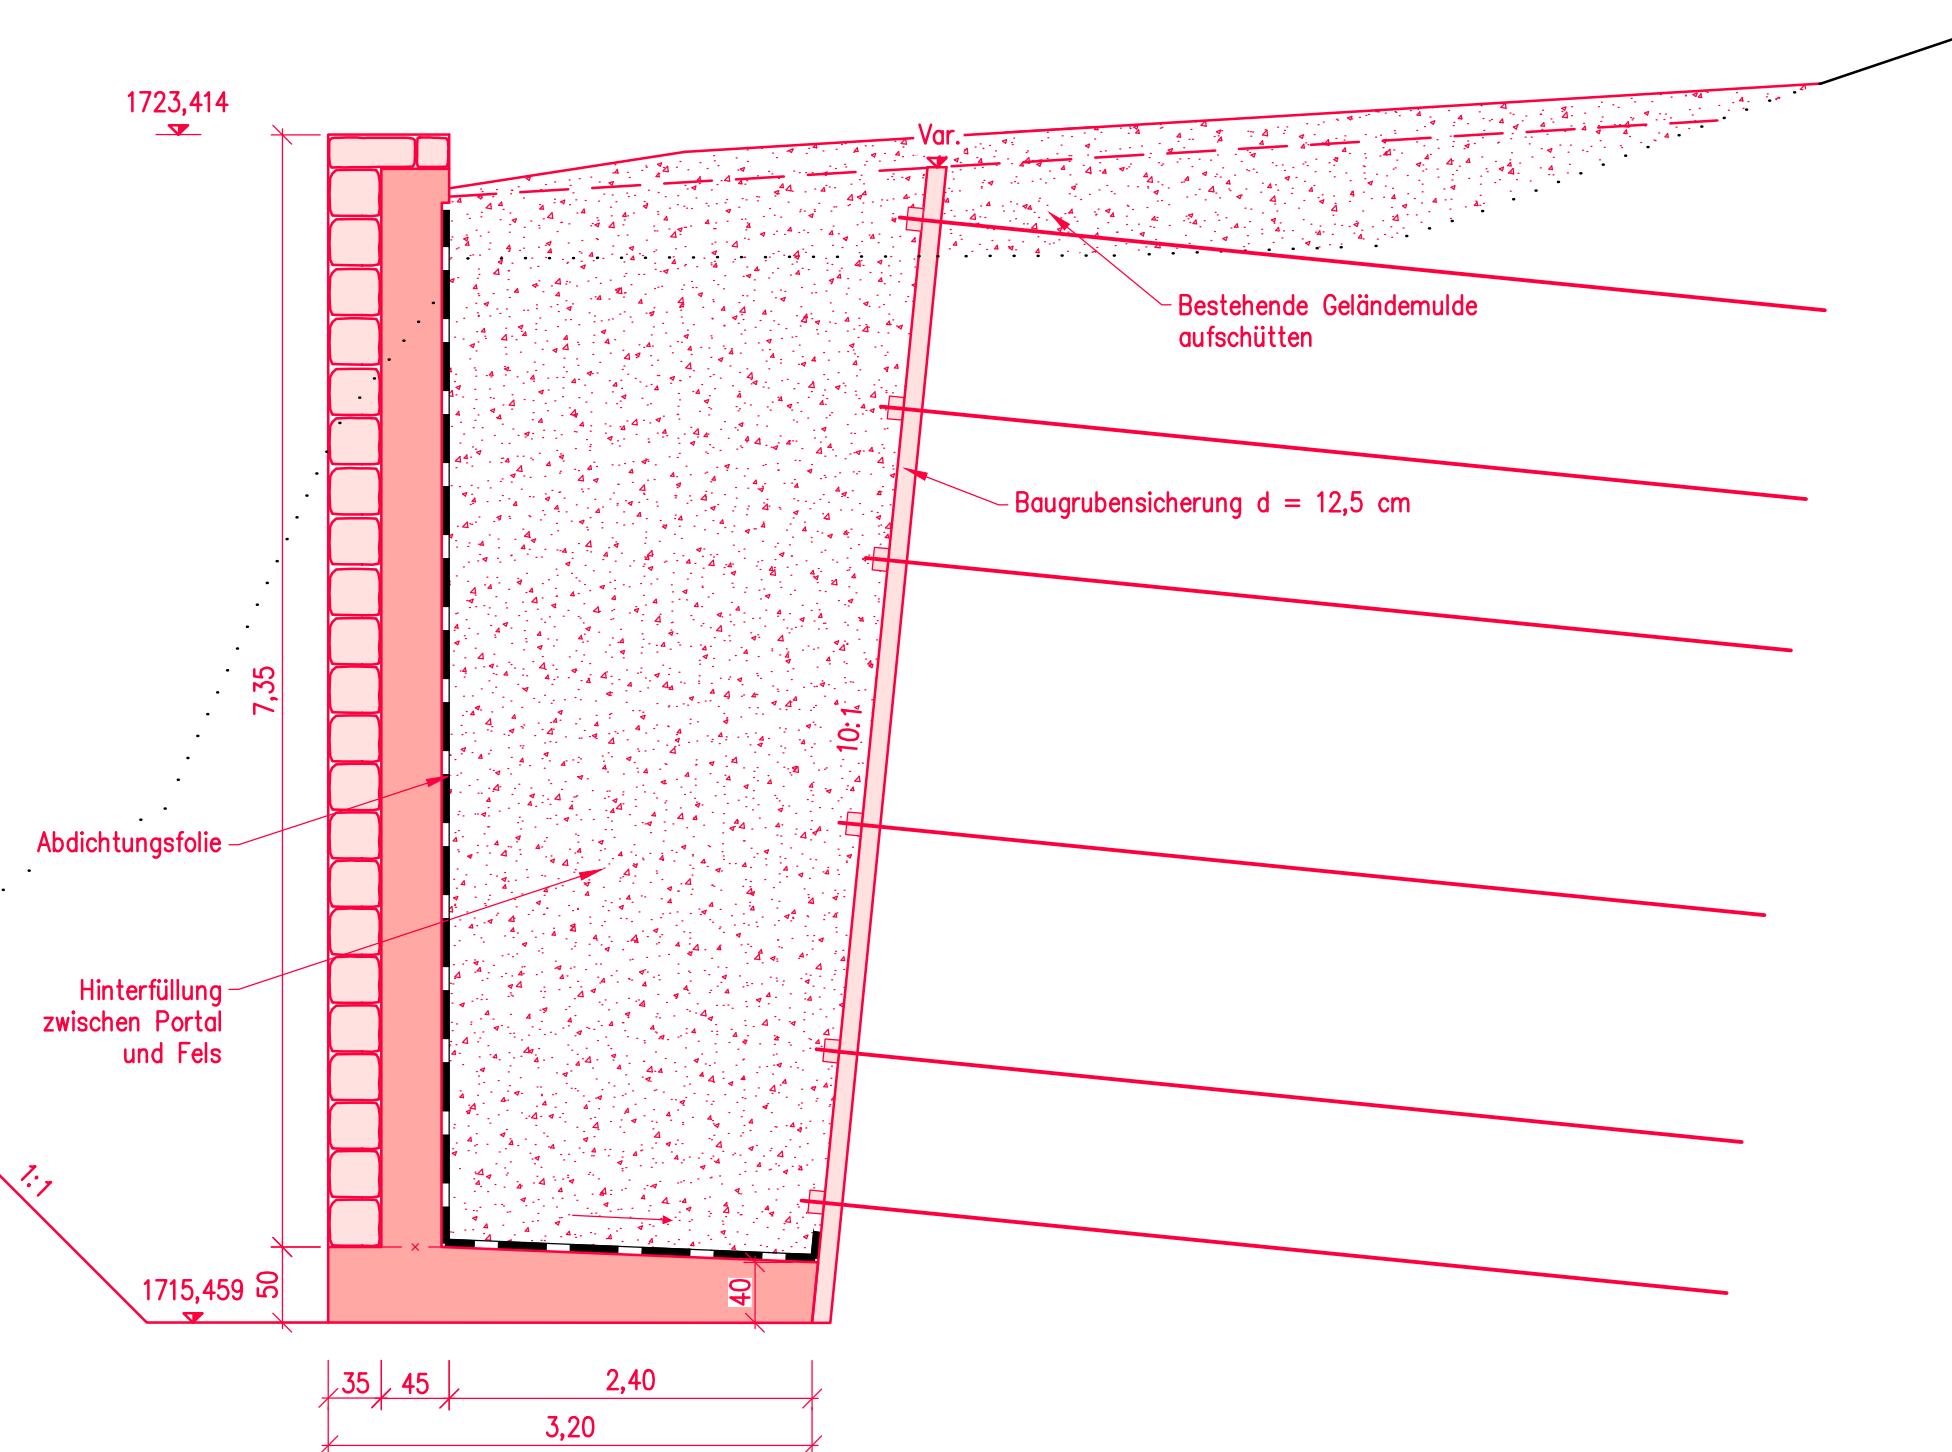 1723,414
Var.
Bestehende Geländemulde
aufschütten
Baugrubensicherung d = 12,5 cm
7,35
10:1
Abdichtungsfolie
Hinterfüllung
zwischen Portal
und Fels
1:1
1715,459
50
40
35
45
2,40
3,20